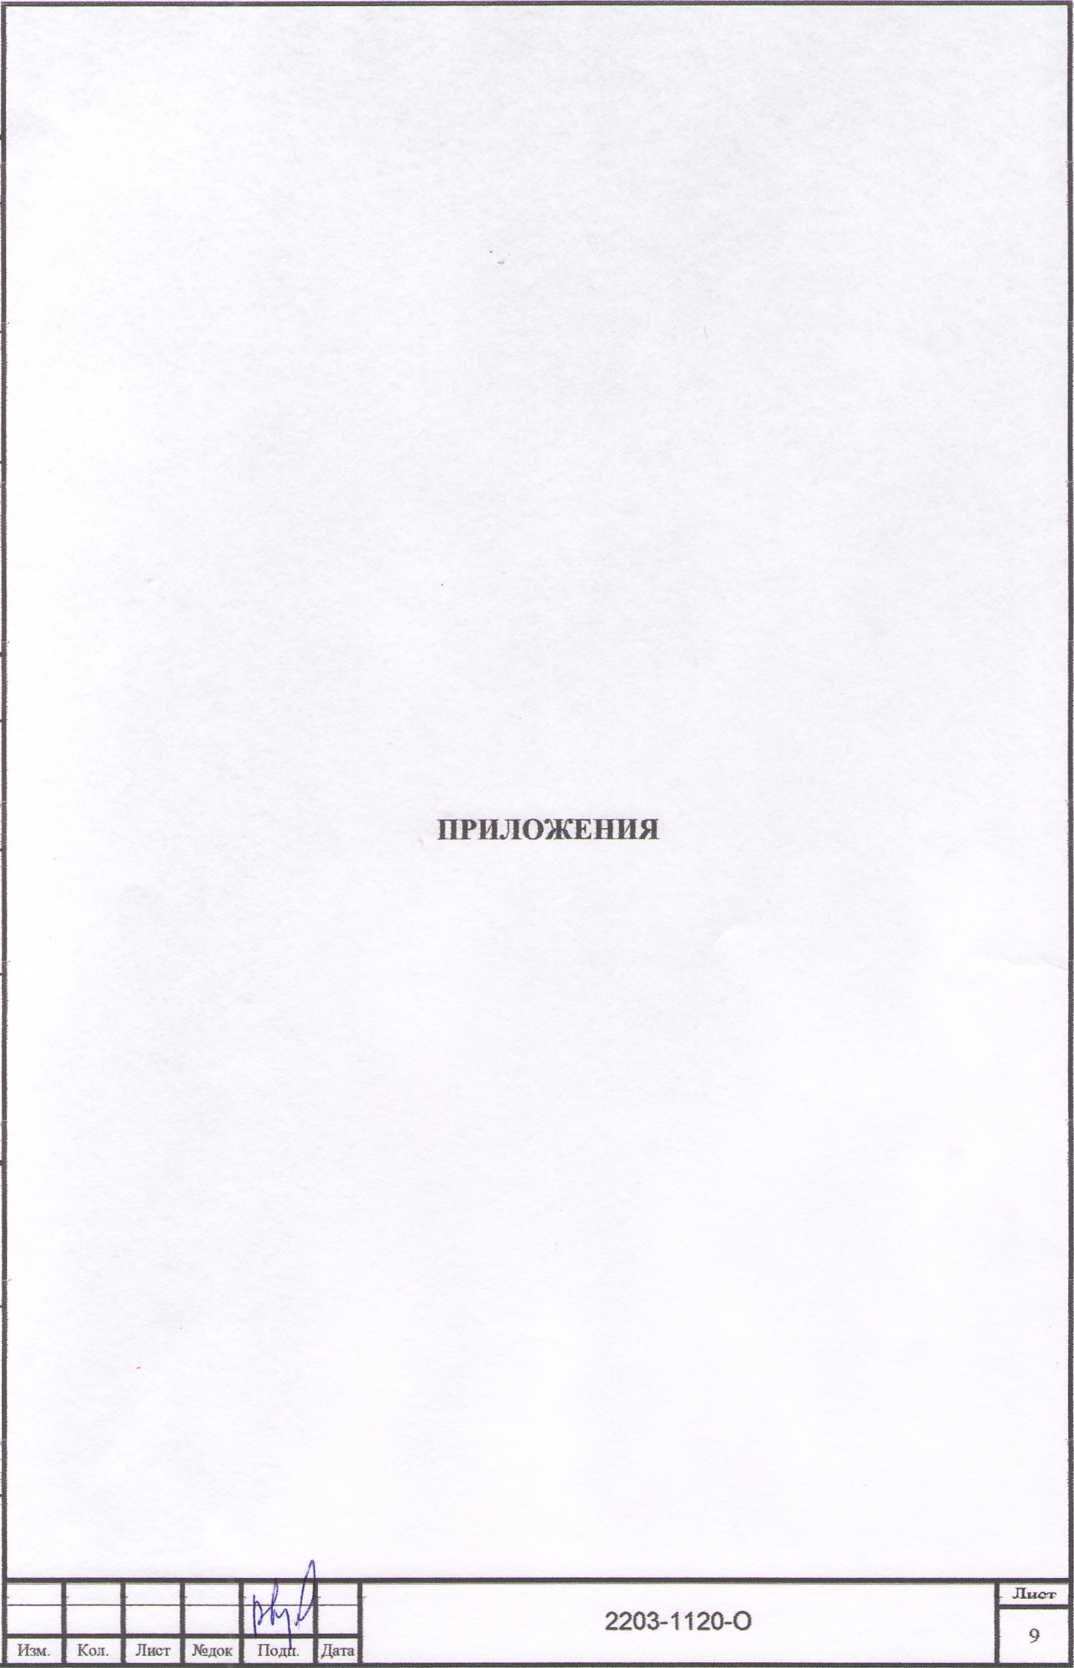 ПРИЛОЖЕНИЯ
2203-1120-О
Лист
9
Изм. Кол. Лист №док Подп. Дата